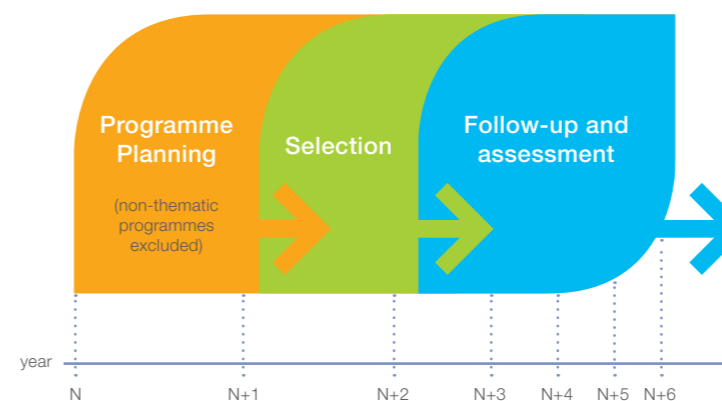 Programme
Planning
(non-thematic
programmes
excluded)
Selection
Follow-up and
assessment
year
N N+1 N+2 N+3 N+4 N+5 N+6